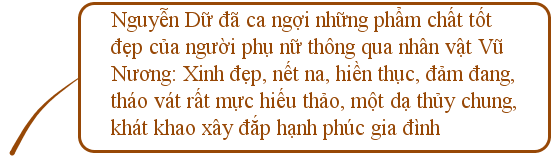 Nguyễn Dữ đã ca ngợi những phẩm chất tốt
đẹp của người phụ nữ thông qua nhân vật Vũ
Nương: Xinh đẹp, nết na, hiền thục, đảm đang,
tháo vát rất mực hiếu thảo, một dạ thủy chung,
khát khao xây đắp hạnh phúc gia đình